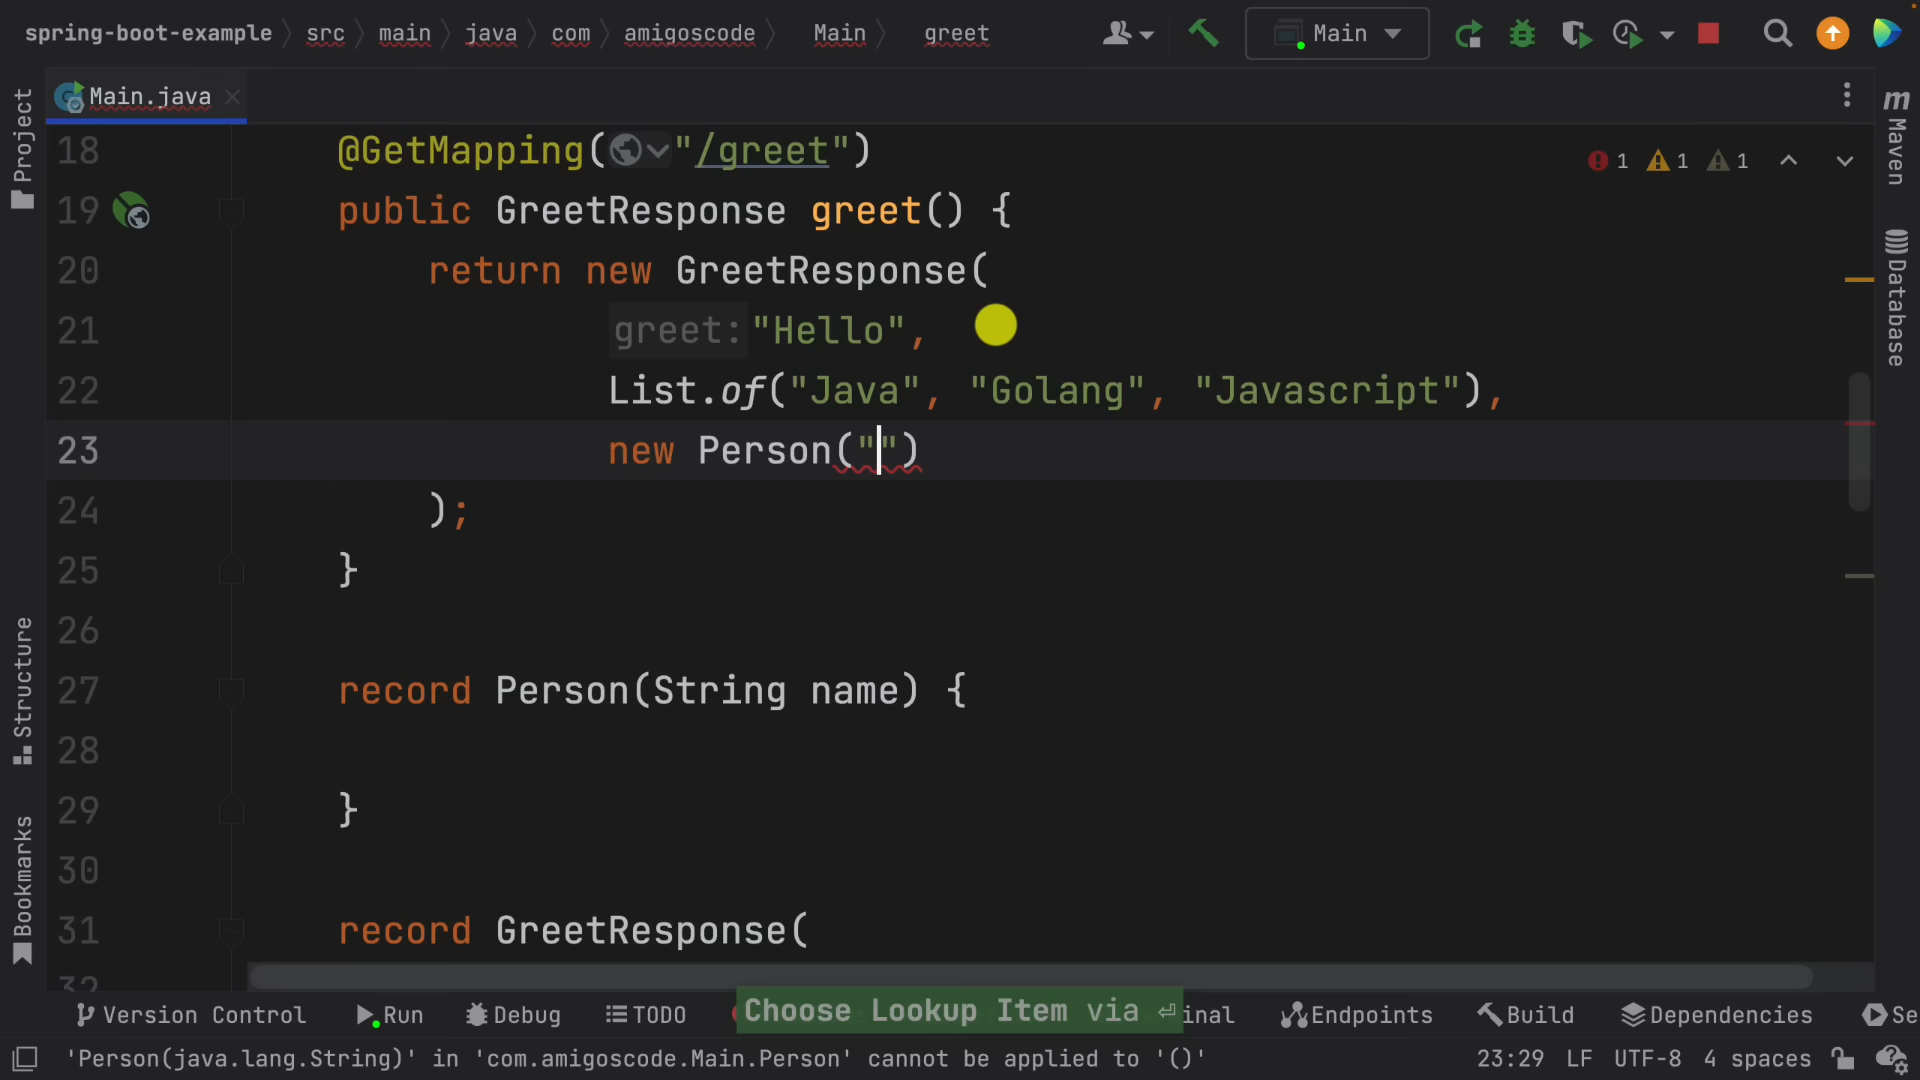 spring-boot-example src main java com amigoscode Main greet Main
Main.java
Project
Structure
Bookmarks
m Maven
Database
1 1 1
18 @GetMapping("/greet")
19 public GreetResponse greet() {
20 return new GreetResponse(
21 greet: "Hello",
22 List.of("Java", "Golang", "Javascript"),
23 new Person("")
24 );
25 }
26
27 record Person(String name) {
28
29 }
30
31 record GreetResponse(
32
Version Control Run Debug TODO Choose Lookup Item via ⏎ inal Endpoints Build Dependencies Se
'Person(java.lang.String)' in 'com.amigoscode.Main.Person' cannot be applied to '()' 23:29 LF UTF-8 4 spaces